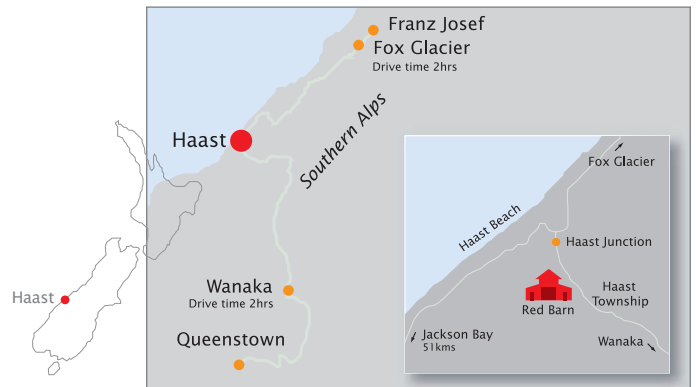 Franz Josef
Fox Glacier
Drive time 2hrs
Haast
Southern Alps
Wanaka
Drive time 2hrs
Queenstown
Haast
Fox Glacier
Haast Beach
Haast Junction
Haast
Township
Red Barn
Jackson Bay
51kms
Wanaka